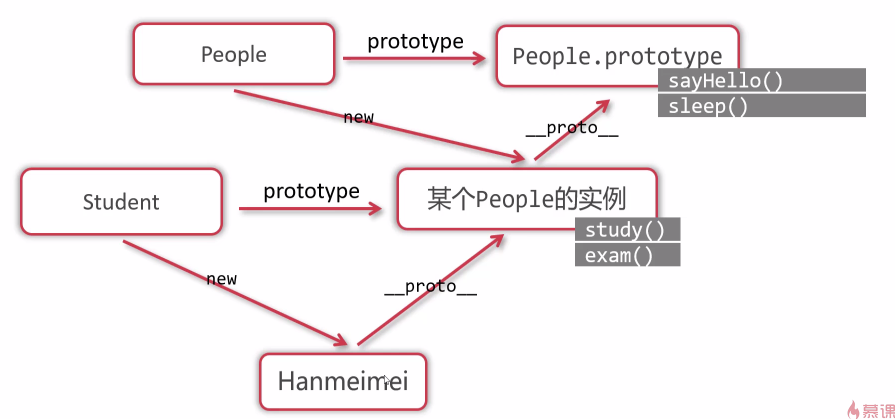 People
prototype
People.prototype
sayHello()
sleep()
new
__proto__
Student
prototype
某个People的实例
study()
exam()
new
__proto__
Hanmeimei
慕课